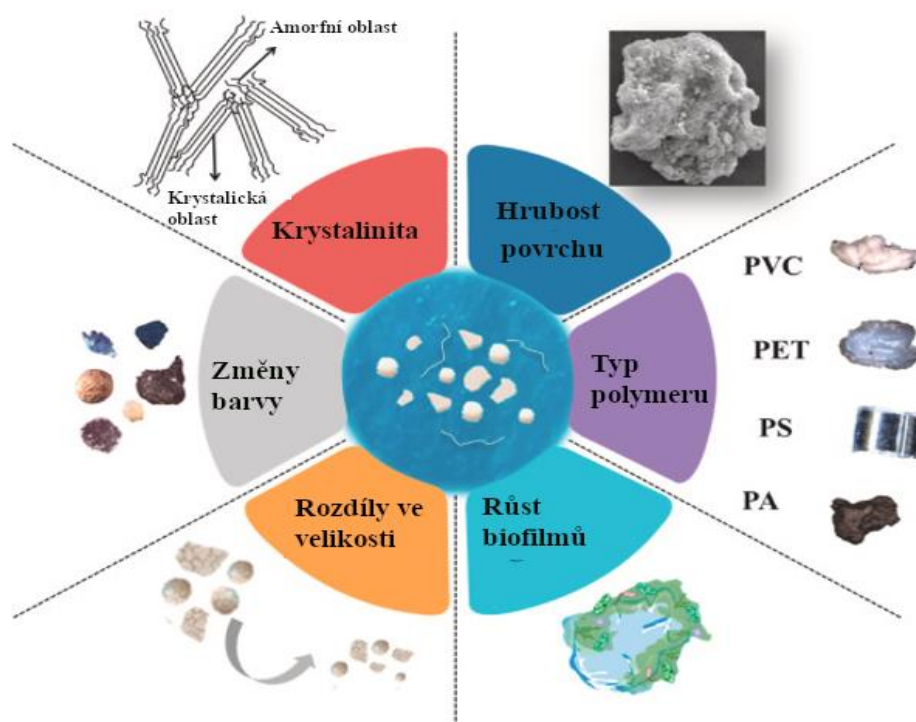 Amorfní oblast
Krystalická
oblast
Krystalinita
Hrubost
povrchu
PVC
PET
PS
PA
Typ
polymeru
Změny
barvy
Rozdíly ve
velikosti
Růst
biofilmů